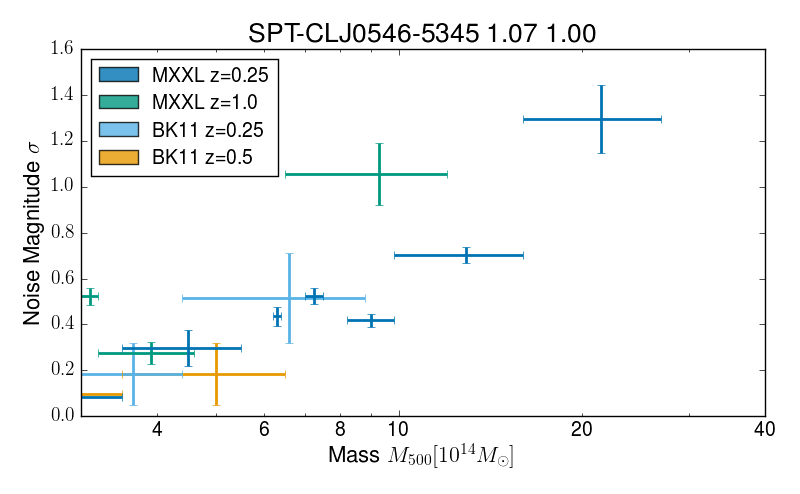 SPT-CLJ0546-5345 1.07 1.00
MXXL z=0.25
MXXL z=1.0
BK11 z=0.25
BK11 z=0.5
Noise Magnitude σ
1.6
1.4
1.2
1.0
0.8
0.6
0.4
0.2
0.0
4 6 8 10 20 40
Mass M₅₀₀[10¹⁴M☉]